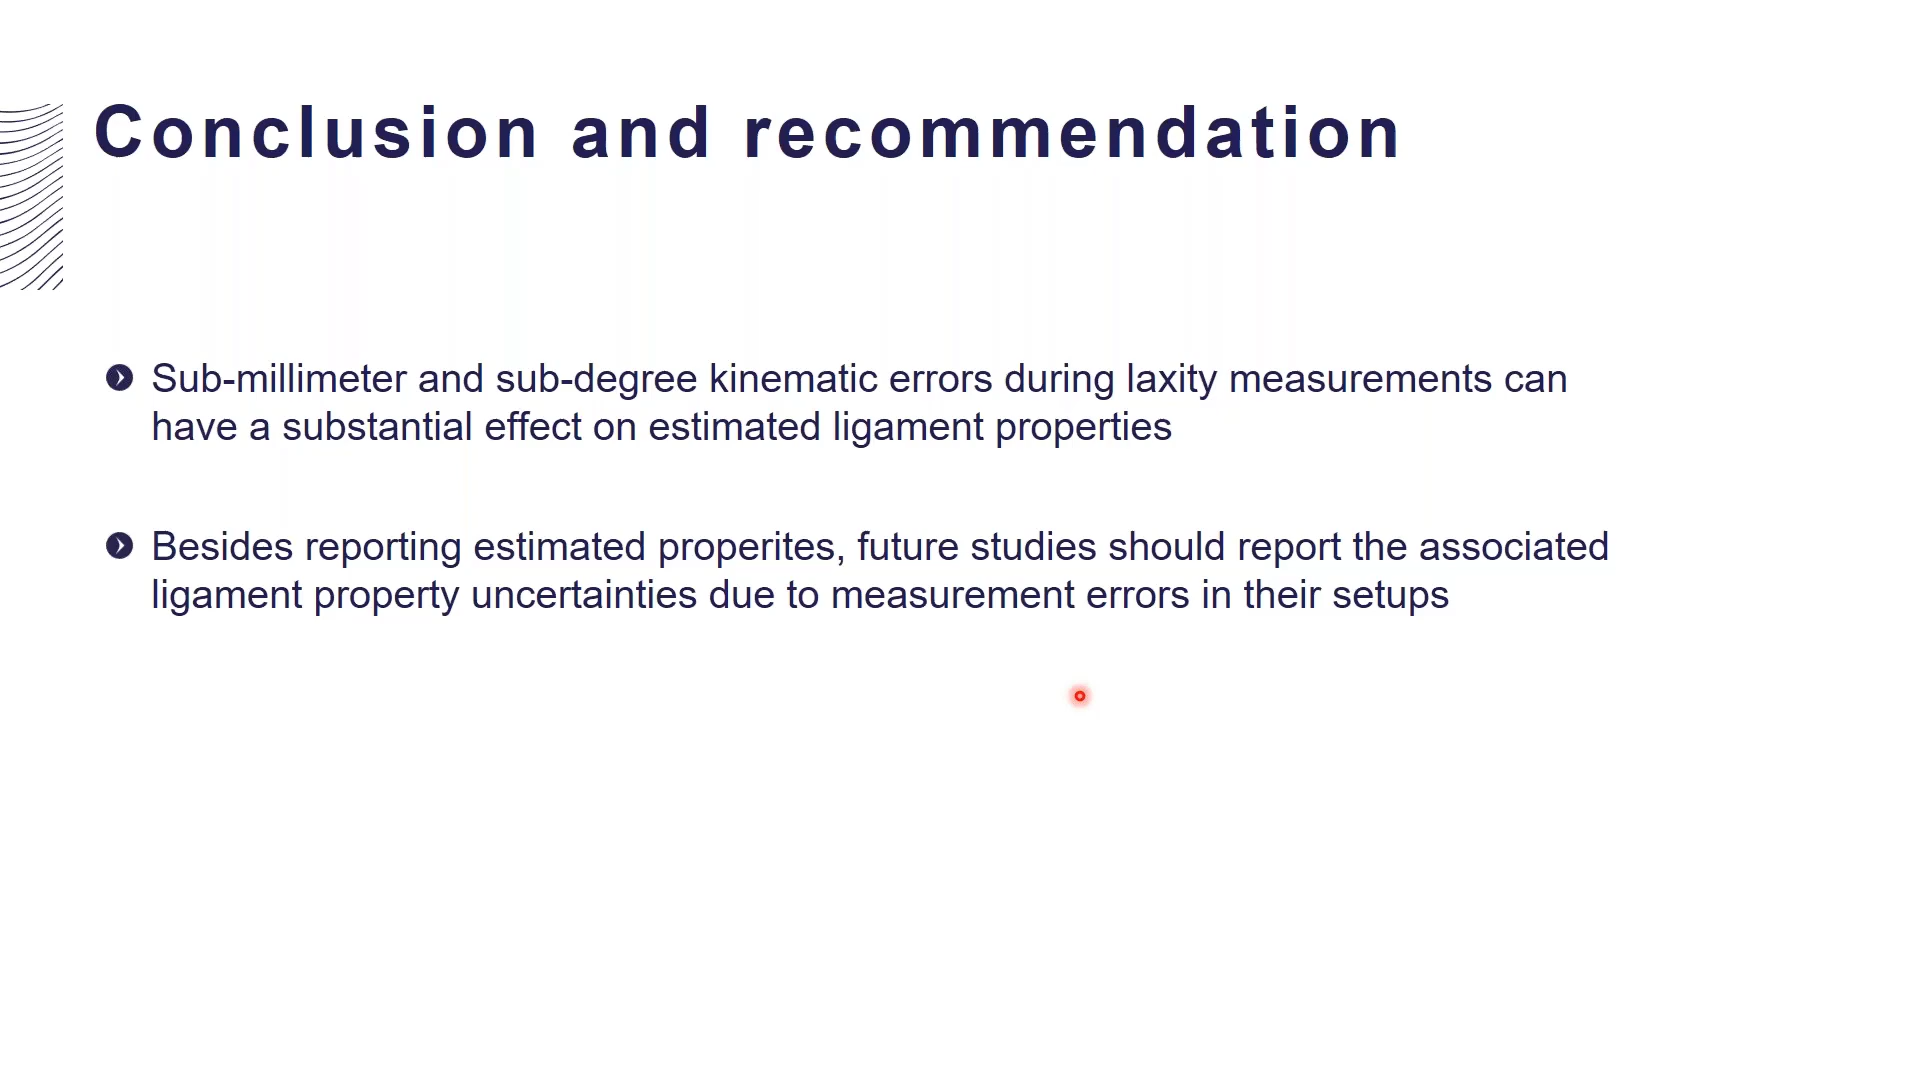 Conclusion and recommendation
Sub-millimeter and sub-degree kinematic errors during laxity measurements can
have a substantial effect on estimated ligament properties
Besides reporting estimated properites, future studies should report the associated
ligament property uncertainties due to measurement errors in their setups